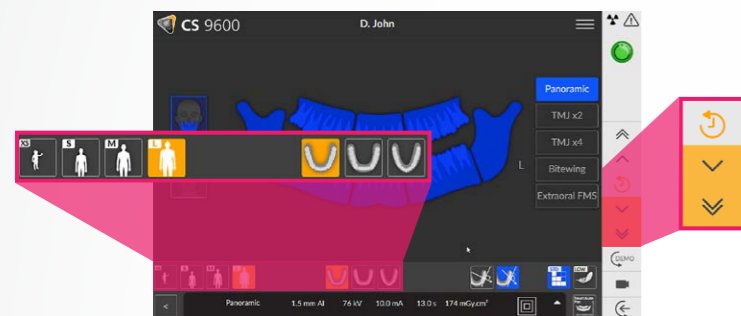 CS 9600
D. John
Panoramic
TMJ x2
TMJ x4
Bitewing
Extraoral FMS
L
XS
S
M
L
DEMO
LOW
Panoramic
1.5 mm Al
76 kV
10.0 mA
13.0 s
174 mGy.cm²
<